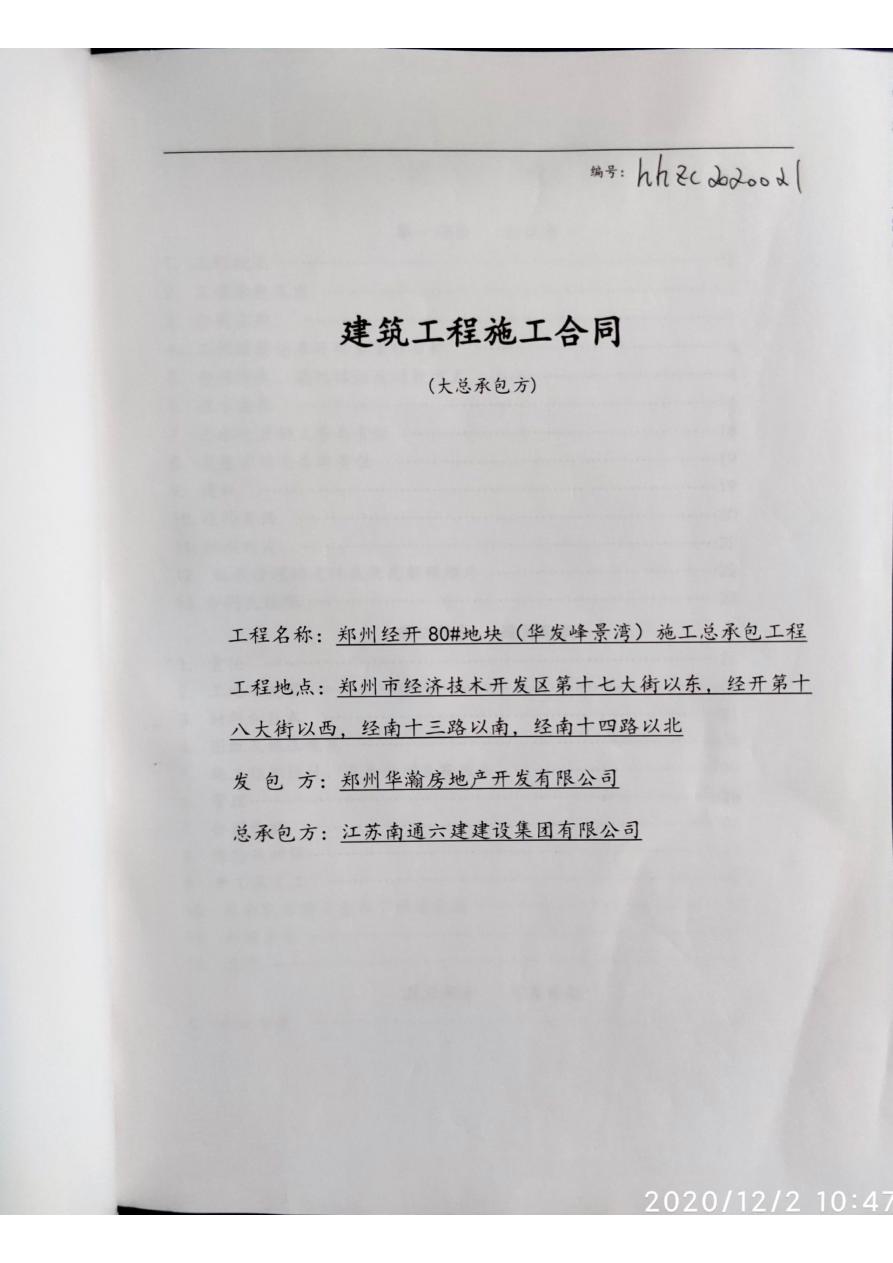 编号：hhzc2020021
建筑工程施工合同
（大总承包方）
工程名称：郑州经开 80#地块（华发峰景湾）施工总承包工程
工程地点：郑州市经济技术开发区第十七大街以东，经开第十
八大街以西，经南十三路以南，经南十四路以北
发 包 方：郑州华瀚房地产开发有限公司
总承包方：江苏南通六建建设集团有限公司
2020/12/2 10:47